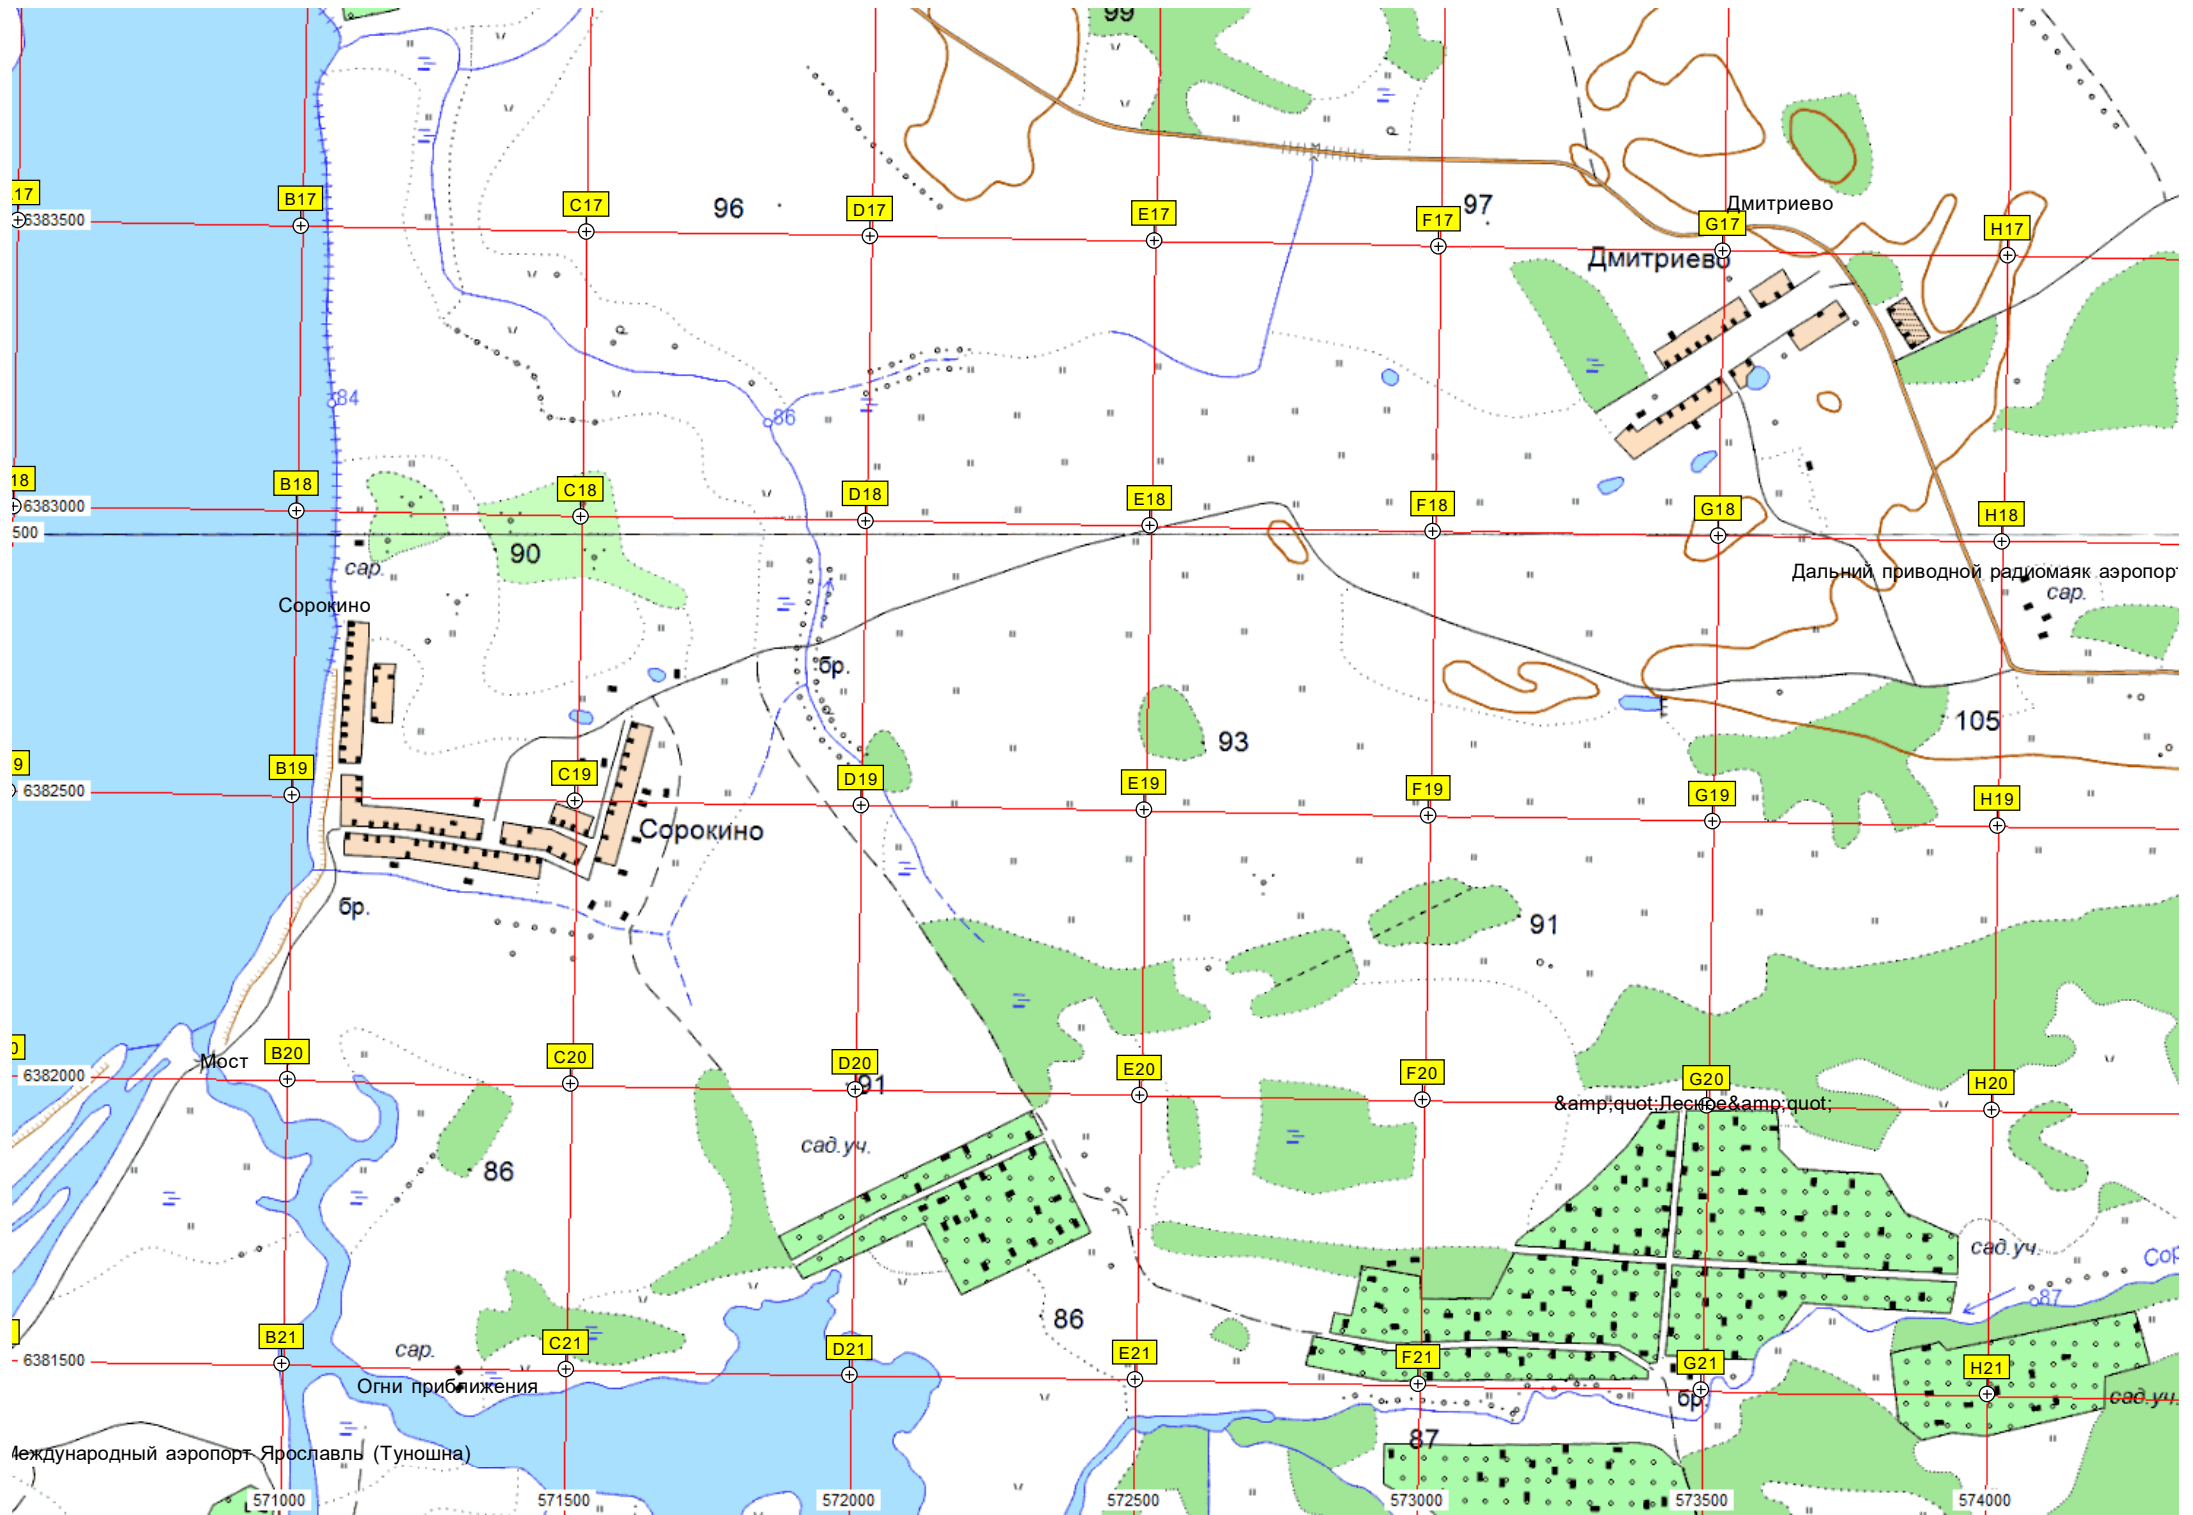 99
.17
B17
C17
D17
E17
F17
G17
H17
6383500
96
97
Дмитриево
Дмитриево
84
86
18
B18
C18
D18
E18
F18
G18
H18
6383000
500
90
сар.
Сорокино
Дальний приводной радиомаяк аэропорт
сар.
бр.
93
105
9
B19
C19
D19
E19
F19
G19
H19
6382500
Сорокино
бр.
91
0
B20
C20
D20
E20
F20
G20
H20
Мост
6382000
91
&amp;quot;Лесное&amp;quot;
сад.уч.
86
сад.уч.
Сор
87
86
B21
C21
D21
E21
F21
G21
H21
6381500
сар.
Огни приближения
бр.
сад.уч.
87
Международный аэропорт Ярославль (Туношна)
571000
571500
572000
572500
573000
573500
574000